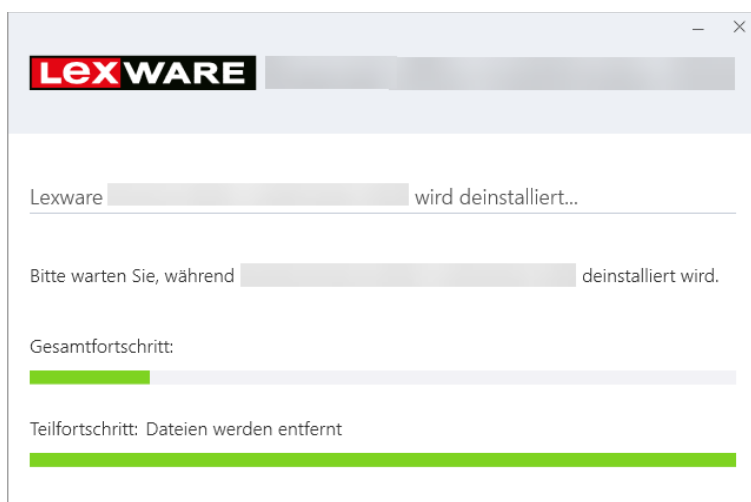 LEXWARE
Lexware wird deinstalliert...
Bitte warten Sie, während deinstalliert wird.
Gesamtfortschritt:
Teilfortschritt: Dateien werden entfernt